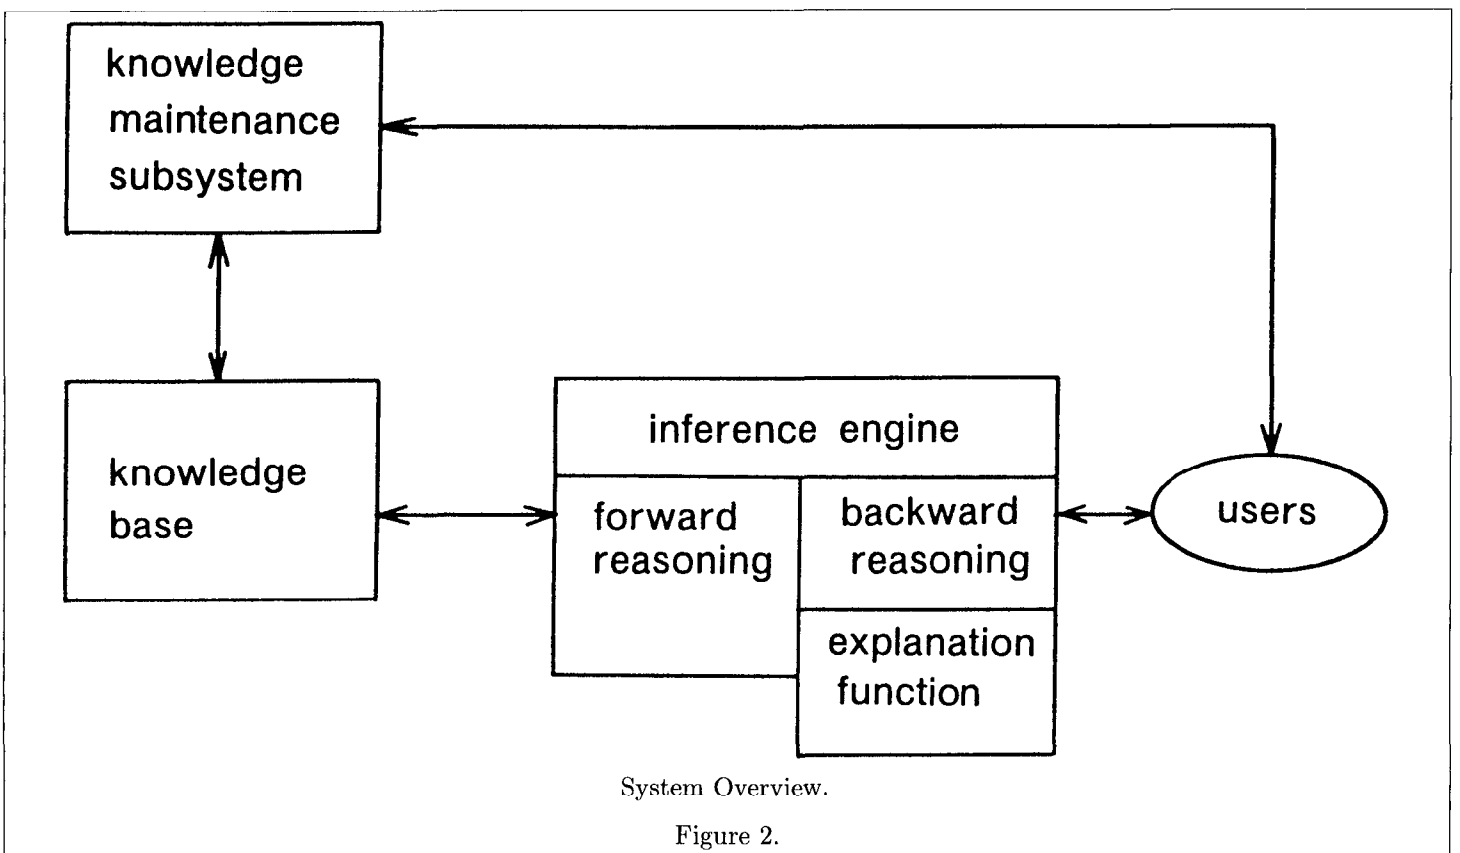 knowledge
maintenance
subsystem
knowledge
base
inference engine
forward
reasoning
backward
reasoning
explanation
function
users
System Overview.
Figure 2.